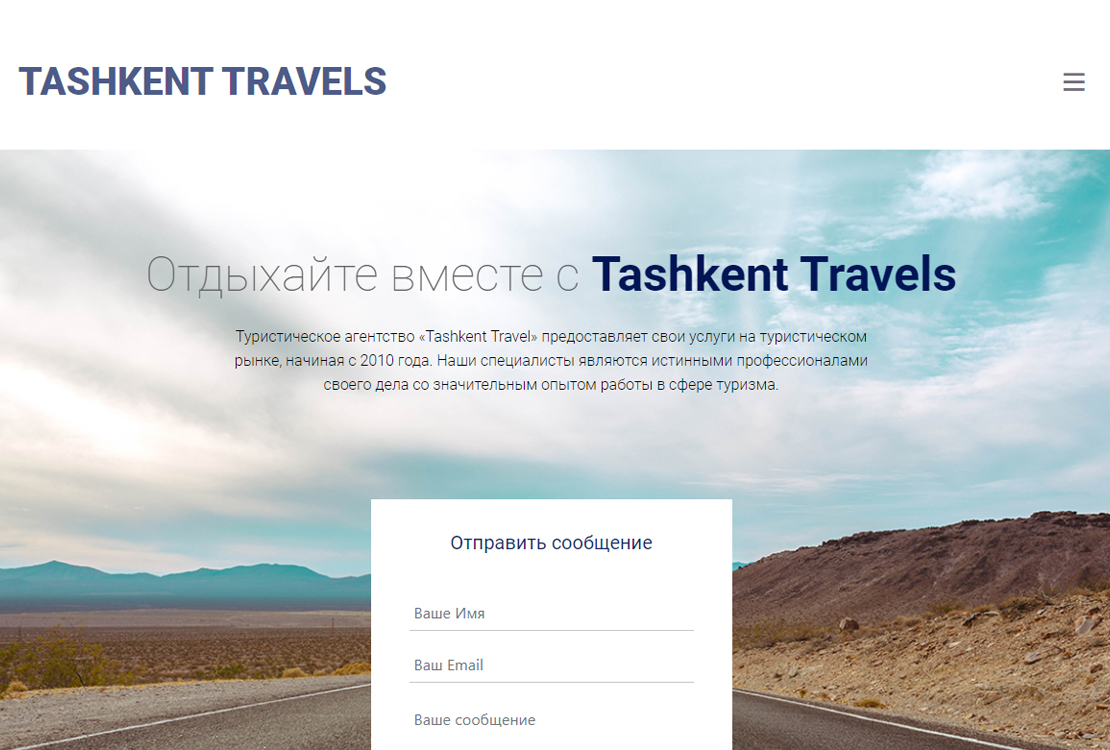 TASHKENT TRAVELS
Отдыхайте вместе с Tashkent Travels
Туристическое агентство «Tashkent Travel» предоставляет свои услуги на туристическом
рынке, начиная с 2010 года. Наши специалисты являются истинными профессионалами
своего дела со значительным опытом работы в сфере туризма.
Отправить сообщение
Ваше Имя
Ваш Email
Ваше сообщение